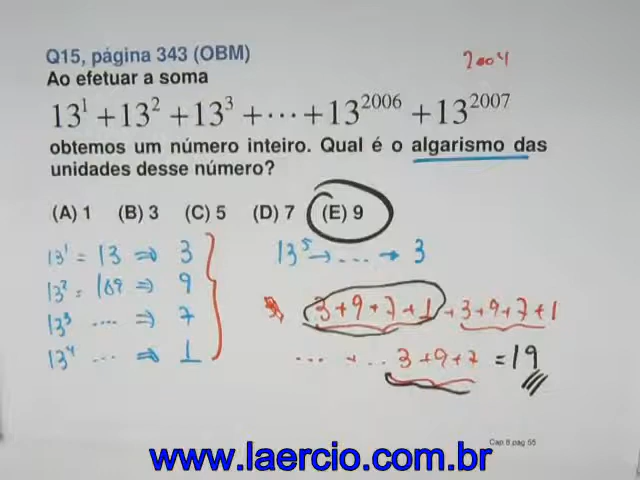 Q15, página 343 (OBM)
2004
Ao efetuar a soma
13¹ + 13² + 13³ + ··· + 13²⁰⁰⁶ + 13²⁰⁰⁷
obtemos um número inteiro. Qual é o algarismo das
unidades desse número?
(A) 1 (B) 3 (C) 5 (D) 7 (E) 9
13¹ = 13 ⇒ 3
13⁵ → ... → 3
13² = 169 ⇒ 9
13³ .... ⇒ 7
3+9+7+1 + 3+9+7+1
13⁴ ... ⇒ 1
.... + ... 3+9+7 = 19
Cap 8 pag 55
www.laercio.com.br